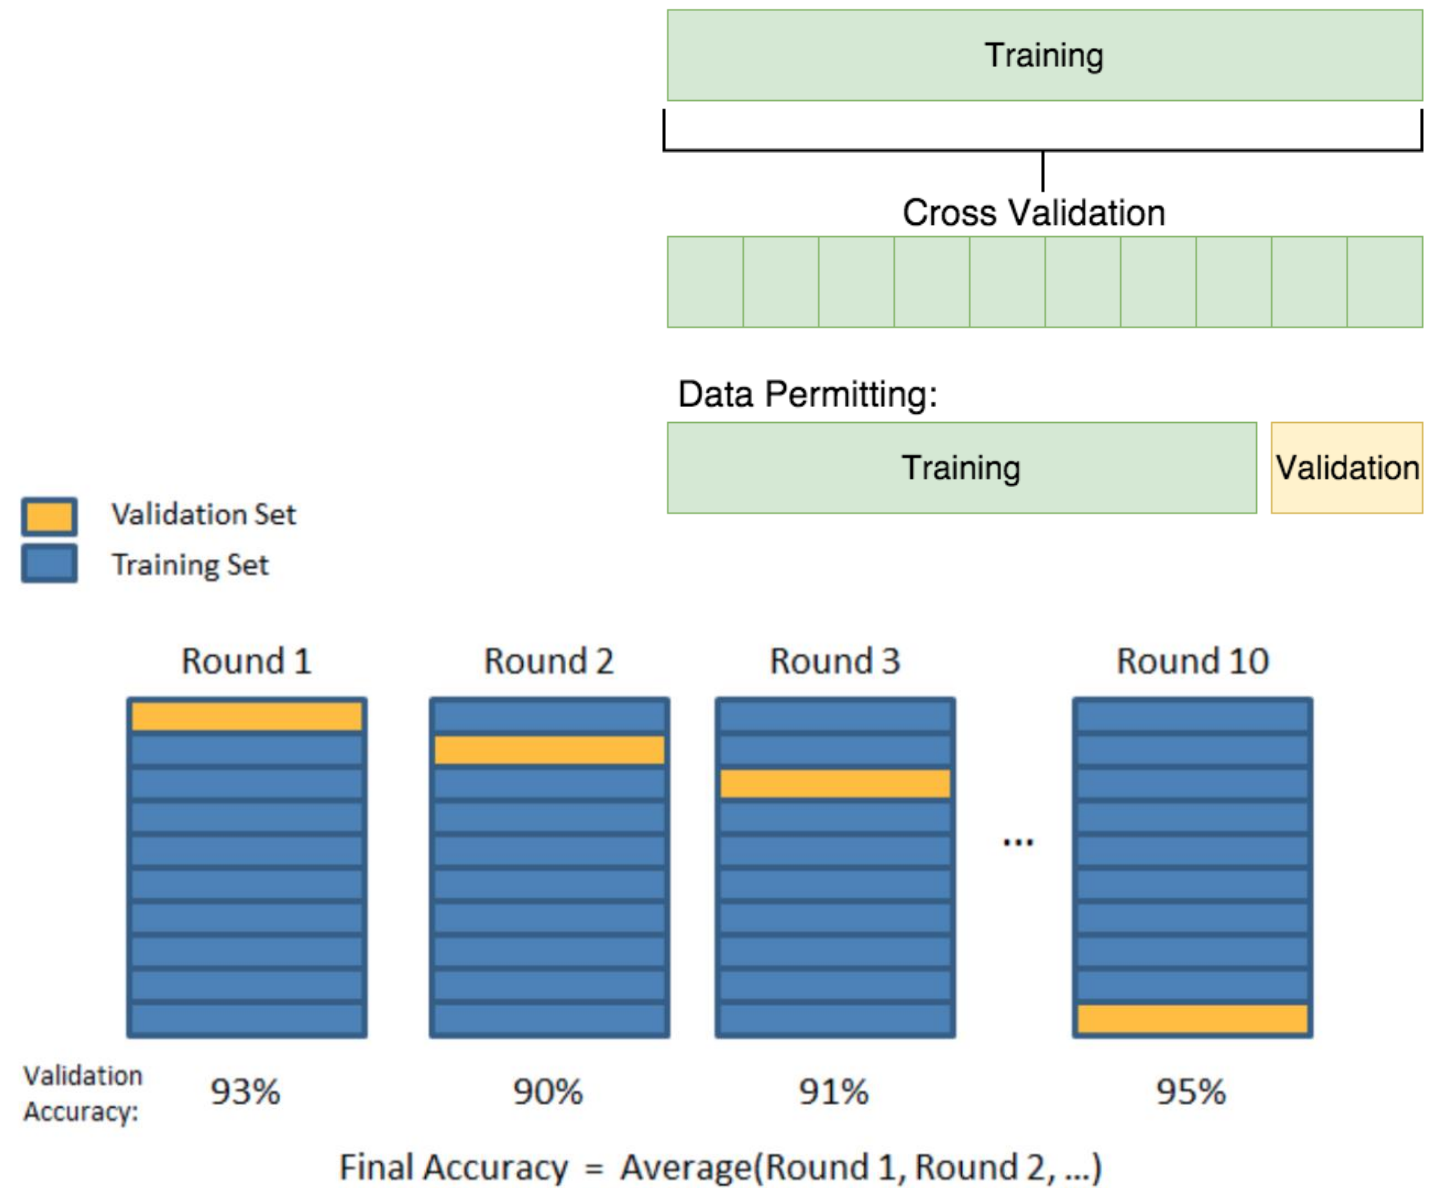 Training
Cross Validation
Data Permitting:
Training
Validation
Validation Set
Training Set
Round 1
Round 2
Round 3
Round 10
...
Validation
Accuracy:
93%
90%
91%
95%
Final Accuracy = Average(Round 1, Round 2, ...)